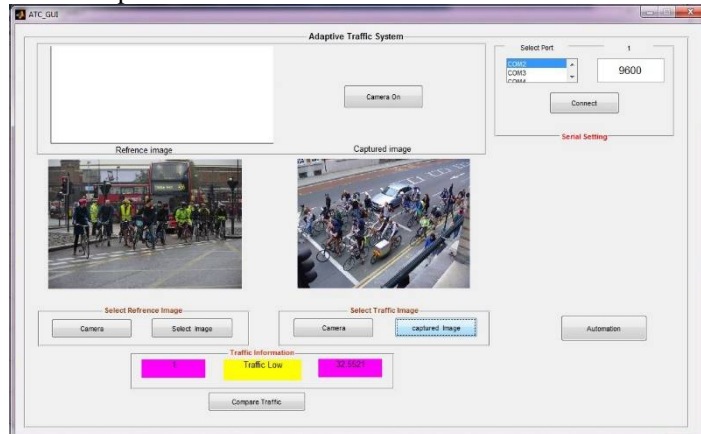 ATC_GUI
Adaptive Traffic System
Select Port
1
COM2
COM3
COM4
9600
Camera On
Connect
Serial Setting
Refrence image
Captured image
Select Refrence Image
Select Traffic Image
Camera
Select Image
Camera
captured Image
Automation
Traffic Information
1
Traffic Low
32.5521
Compare Traffic